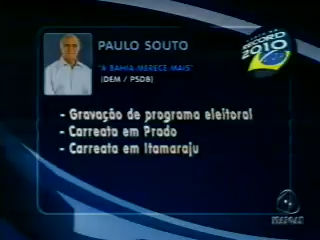 PAULO SOUTO
"A BAHIA MERECE MAIS"
(DEM / PSDB)
RECORD
2010
- Gravação de programa eleitoral
- Carreata em Prado
- Carreata em Itamaraju